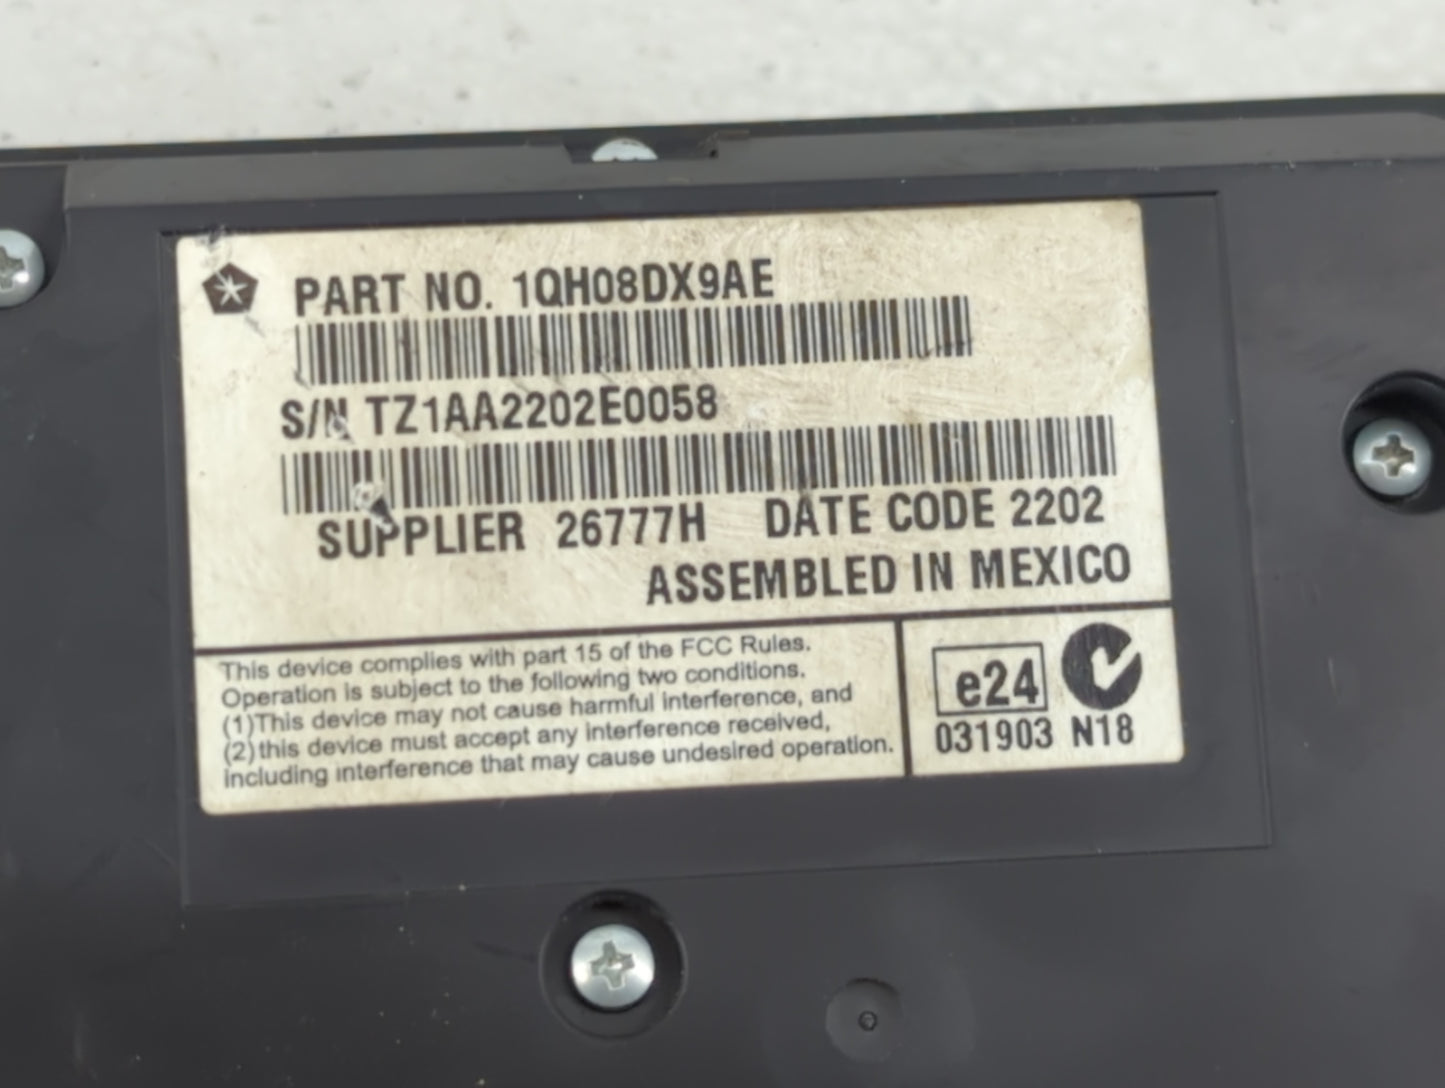 PART NO. 1QH08DX9AE
S/N TZ1AA2202E0058
SUPPLIER 26777H DATE CODE 2202
ASSEMBLED IN MEXICO
This device complies with part 15 of the FCC Rules.
Operation is subject to the following two conditions.
(1)This device may not cause harmful interference, and
(2)this device must accept any interference received,
including interference that may cause undesired operation.
e24
031903 N18